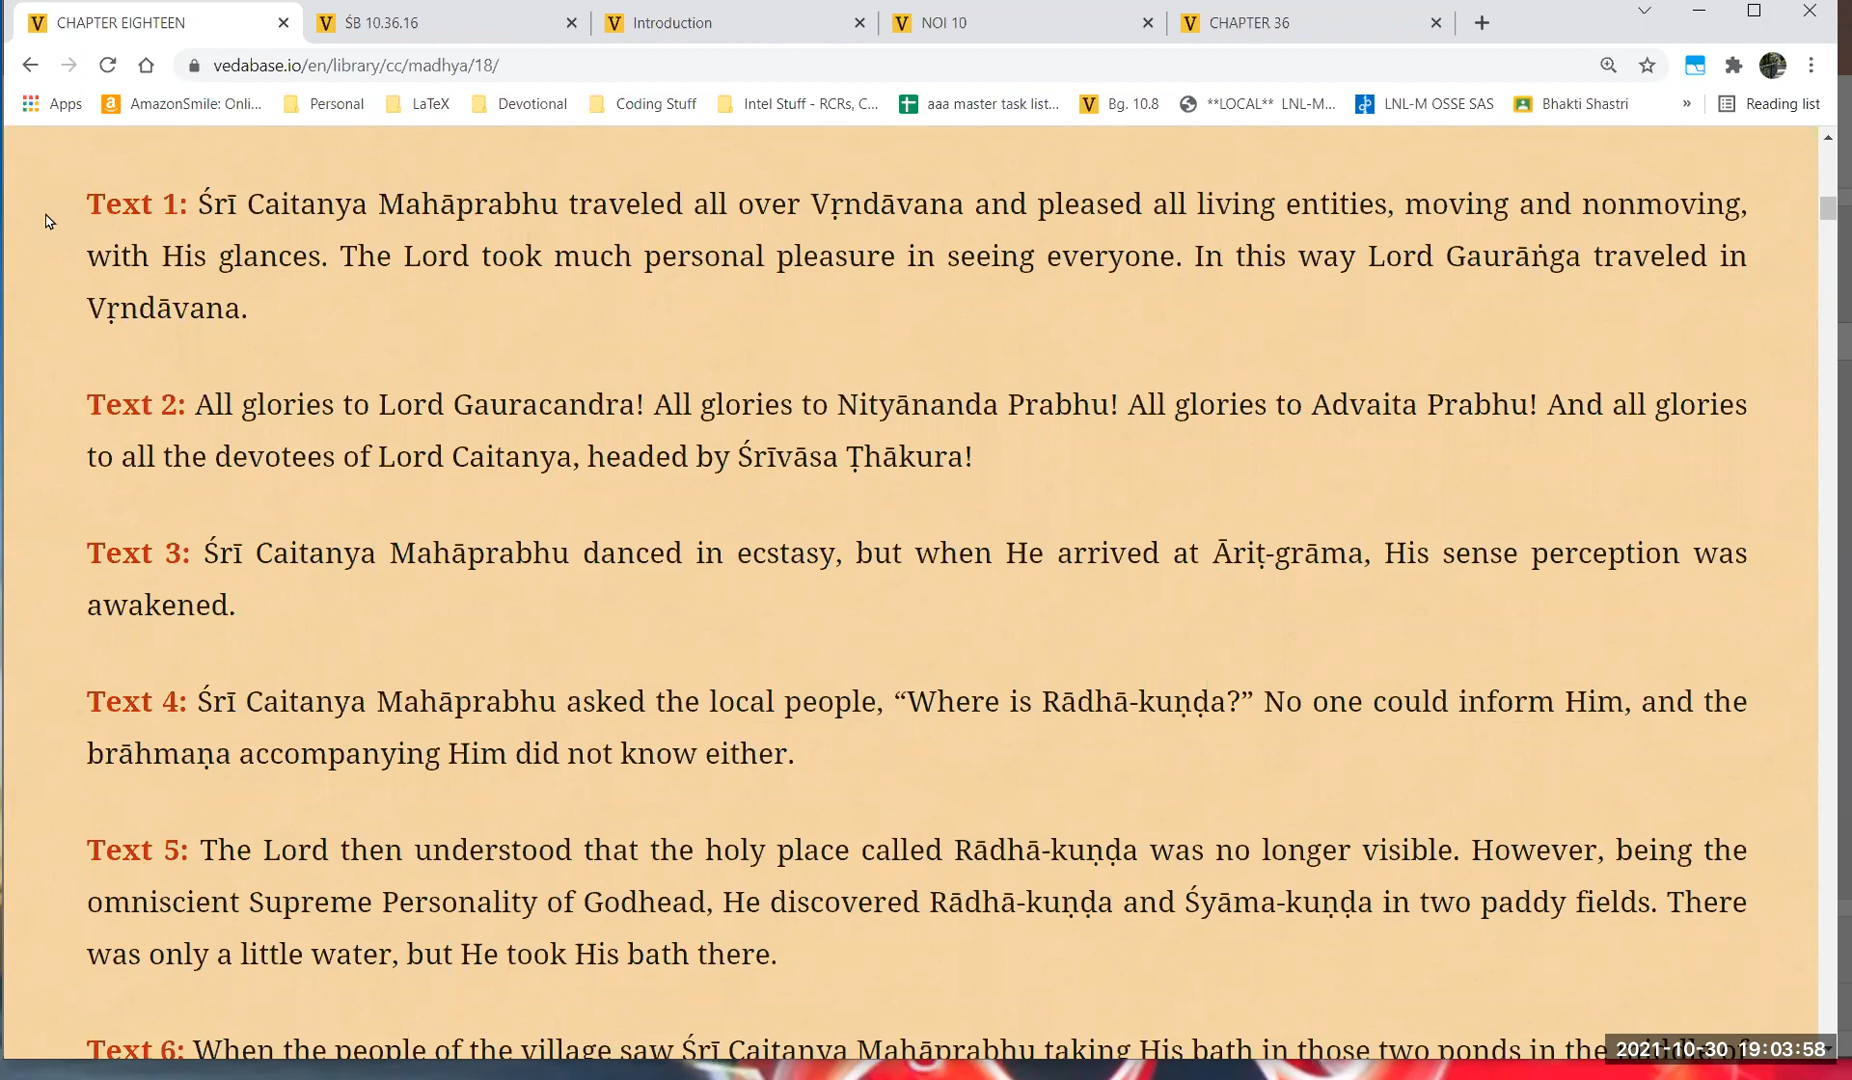 CHAPTER EIGHTEEN
ŚB 10.36.16
Introduction
NOI 10
CHAPTER 36
vedabase.io/en/library/cc/madhya/18/
Apps
AmazonSmile: Onli...
Personal
LaTeX
Devotional
Coding Stuff
Intel Stuff - RCRs, C...
aaa master task list...
Bg. 10.8
**LOCAL** LNL-M...
LNL-M OSSE SAS
Bhakti Shastri
»
Reading list
Text 1: Śrī Caitanya Mahāprabhu traveled all over Vṛndāvana and pleased all living entities, moving and nonmoving,
with His glances. The Lord took much personal pleasure in seeing everyone. In this way Lord Gaurāṅga traveled in
Vṛndāvana.
Text 2: All glories to Lord Gauracandra! All glories to Nityānanda Prabhu! All glories to Advaita Prabhu! And all glories
to all the devotees of Lord Caitanya, headed by Śrīvāsa Ṭhākura!
Text 3: Śrī Caitanya Mahāprabhu danced in ecstasy, but when He arrived at Āriṭ-grāma, His sense perception was
awakened.
Text 4: Śrī Caitanya Mahāprabhu asked the local people, “Where is Rādhā-kuṇḍa?” No one could inform Him, and the
brāhmaṇa accompanying Him did not know either.
Text 5: The Lord then understood that the holy place called Rādhā-kuṇḍa was no longer visible. However, being the
omniscient Supreme Personality of Godhead, He discovered Rādhā-kuṇḍa and Śyāma-kuṇḍa in two paddy fields. There
was only a little water, but He took His bath there.
Text 6: When the people of the village saw Śrī Caitanya Mahāprabhu taking His bath in those two ponds in the
2021-10-30 19:03:58